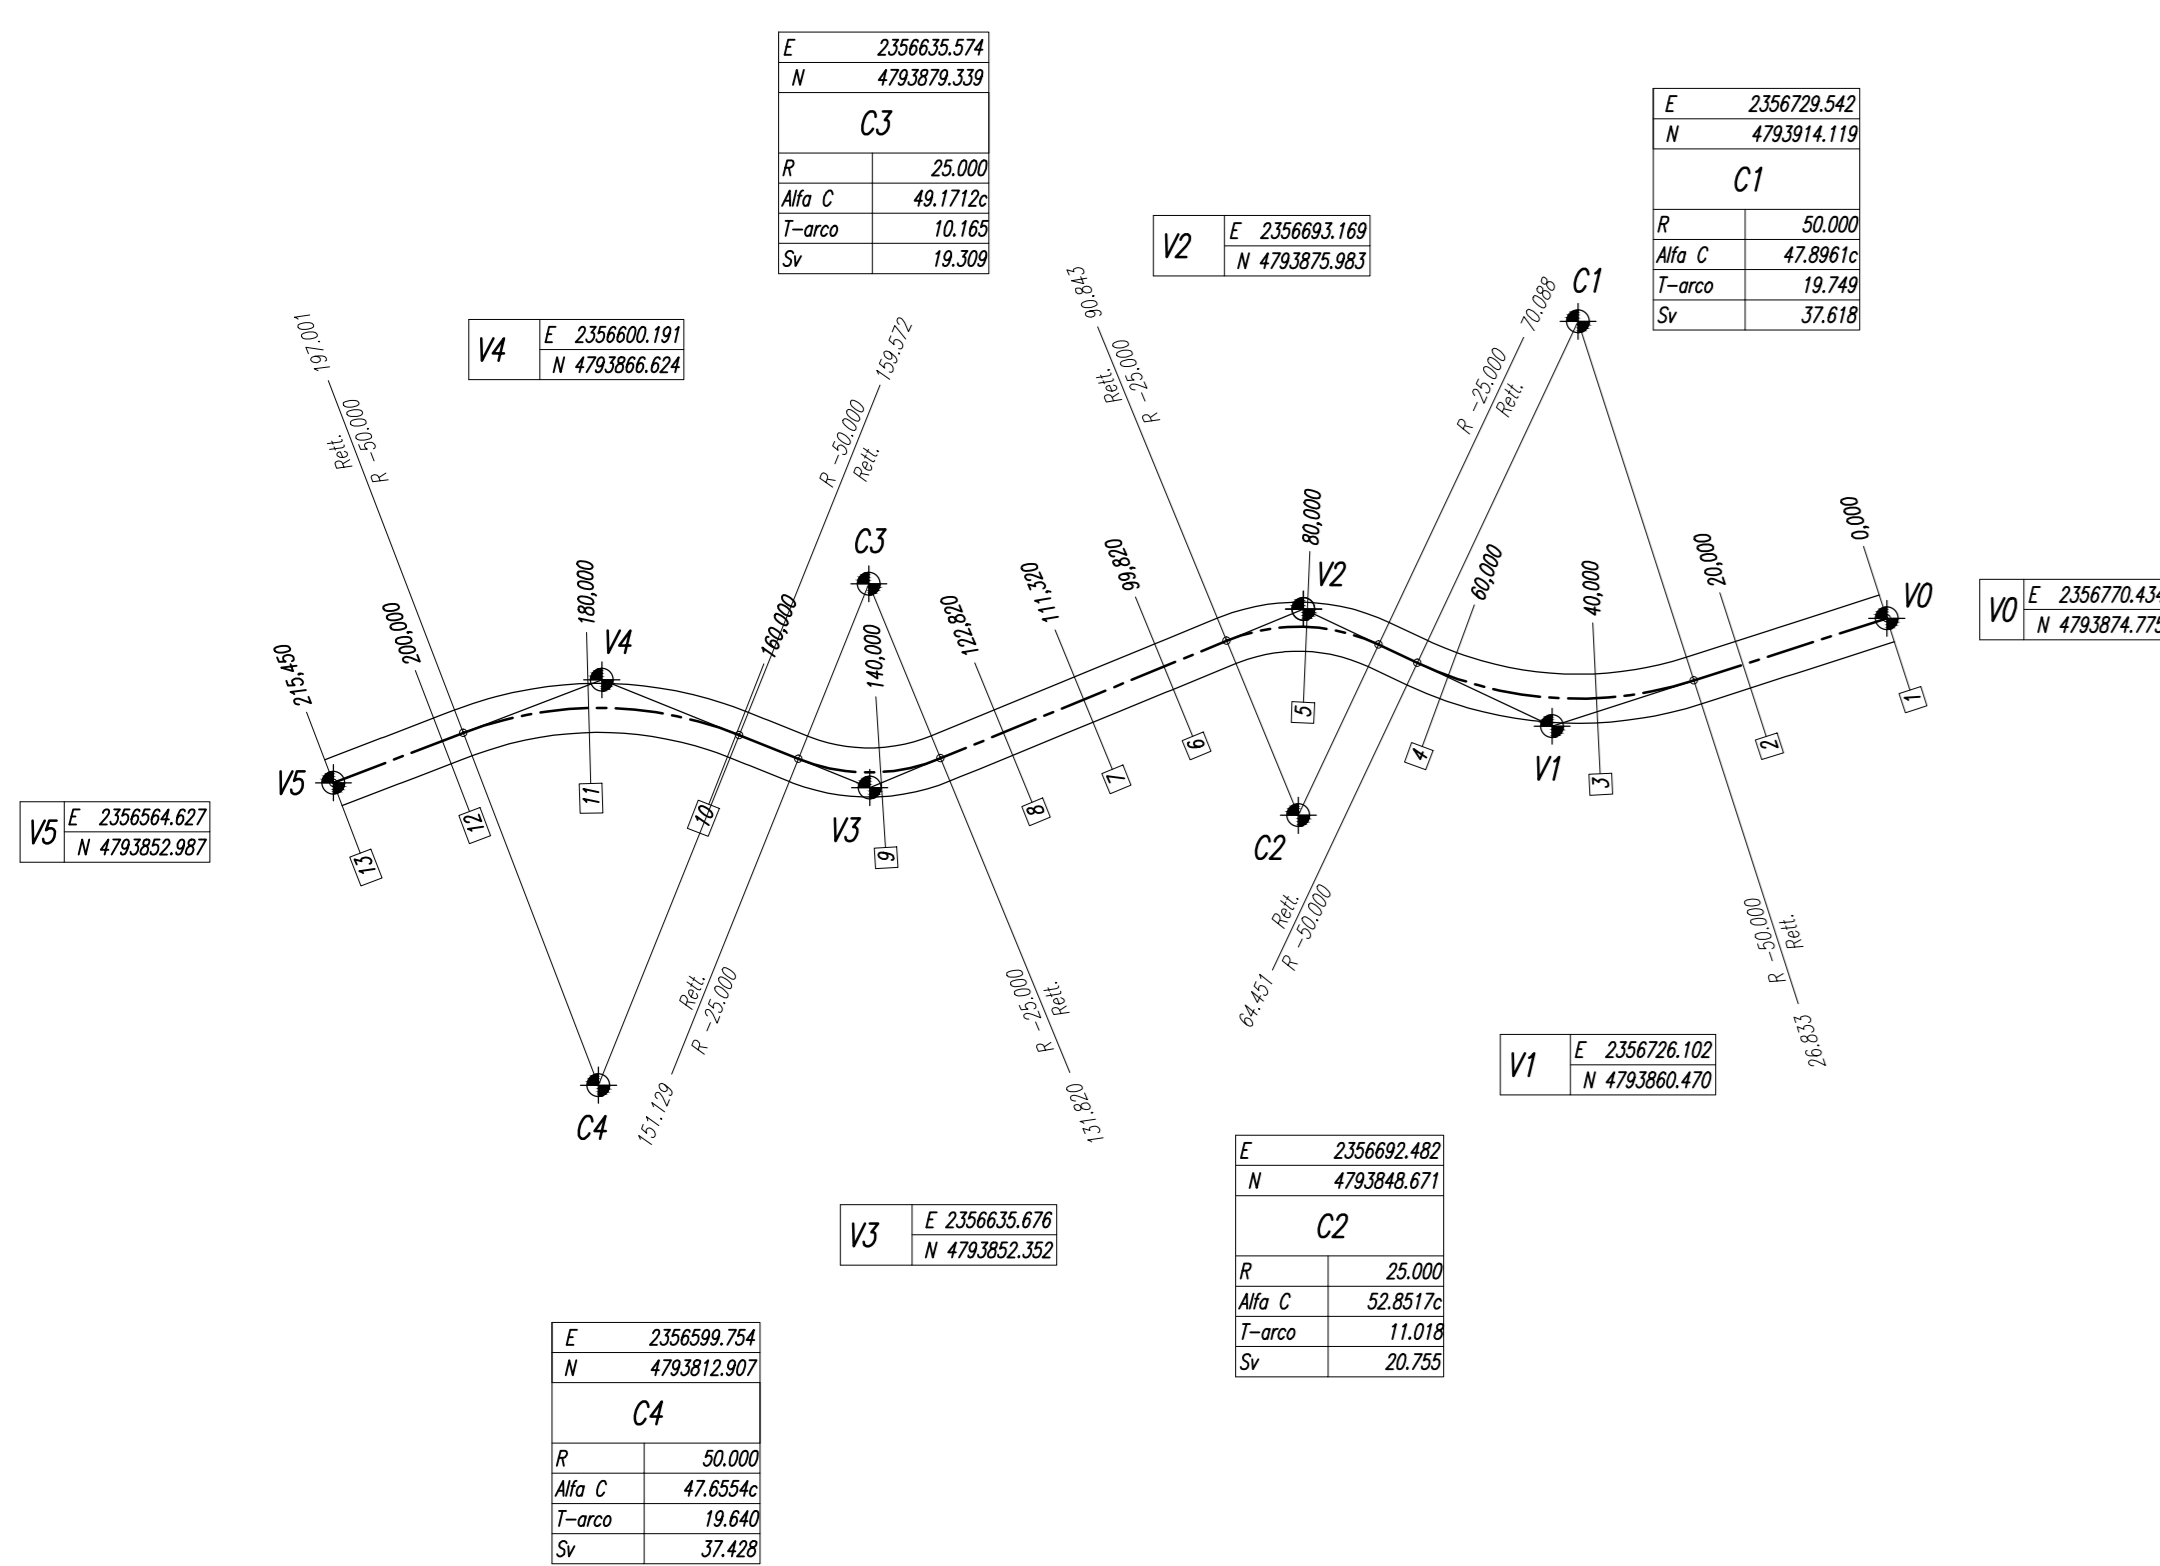 E 2356635.574
N 4793879.339
C3
R 25.000
Alfa C 49.1712c
T-arco 10.165
Sv 19.309
E 2356729.542
N 4793914.119
C1
R 50.000
Alfa C 47.8961c
T-arco 19.749
Sv 37.618
V2
E 2356693.169
N 4793875.983
V4
E 2356600.191
N 4793866.624
197.001
Rett.
R -50.000
159.572
R -50.000
Rett.
90.843
Rett.
R -25.000
70.088
R -25.000
Rett.
C1
C3
V4
V2
V0
V0
E 2356770.434
N 4793874.775
215,450
200,000
180,000
160,000
140,000
122,820
111,320
99,820
80,000
60,000
40,000
20,000
0,000
V5
V3
V1
C2
C4
13
12
11
10
9
8
7
6
5
4
3
2
1
V5
E 2356564.627
N 4793852.987
151.129
Rett.
R -25.000
131.820
R -25.000
Rett.
64.451
Rett.
R -50.000
26.833
R -50.000
Rett.
V1
E 2356726.102
N 4793860.470
E 2356692.482
N 4793848.671
C2
R 25.000
Alfa C 52.8517c
T-arco 11.018
Sv 20.755
V3
E 2356635.676
N 4793852.352
E 2356599.754
N 4793812.907
C4
R 50.000
Alfa C 47.6554c
T-arco 19.640
Sv 37.428